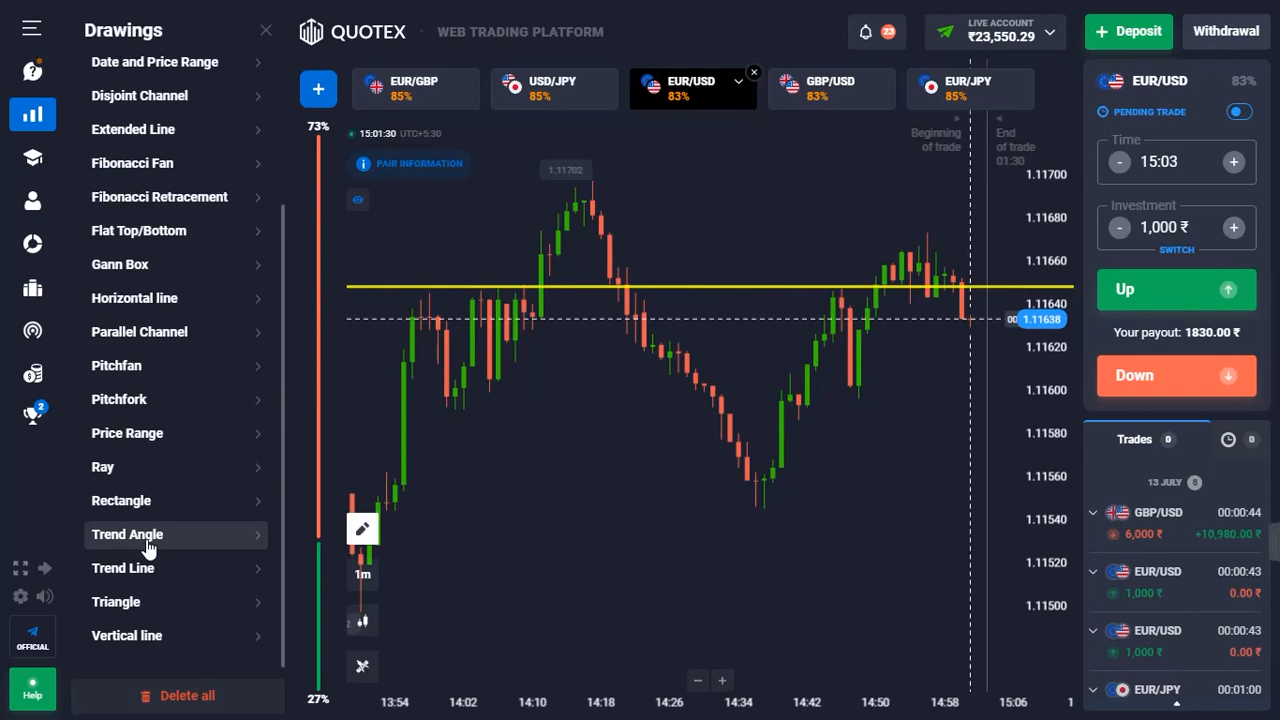 Drawings
QUOTEX
WEB TRADING PLATFORM
23
LIVE ACCOUNT
₹23,550.29
+ Deposit
Withdrawal
Date and Price Range
Disjoint Channel
Extended Line
Fibonacci Fan
Fibonacci Retracement
Flat Top/Bottom
Gann Box
Horizontal line
Parallel Channel
Pitchfan
Pitchfork
Price Range
Ray
Rectangle
Trend Angle
Trend Line
Triangle
Vertical line
Delete all
2
OFFICIAL
Help
+
EUR/GBP
85%
USD/JPY
85%
EUR/USD
83%
GBP/USD
83%
EUR/JPY
85%
73%
27%
15:01:30 UTC+5:30
PAIR INFORMATION
1.11702
Beginning
of trade
End
of trade
01:30
1.11700
1.11680
1.11660
1.11640
00
1.11638
1.11620
1.11600
1.11580
1.11560
1.11540
1.11520
1.11500
1m
- +
13:54 14:02 14:10 14:18 14:26 14:34 14:42 14:50 14:58 15:06 1
EUR/USD 83%
PENDING TRADE
Time
- 15:03 +
Investment
- 1,000 ₹ +
SWITCH
Up
Your payout: 1830.00 ₹
Down
Trades 0
0
13 JULY 8
GBP/USD 00:00:44
6,000 ₹ +10,980.00 ₹
EUR/USD 00:00:43
1,000 ₹ 0.00 ₹
EUR/USD 00:00:43
1,000 ₹ 0.00 ₹
EUR/JPY 00:01:00